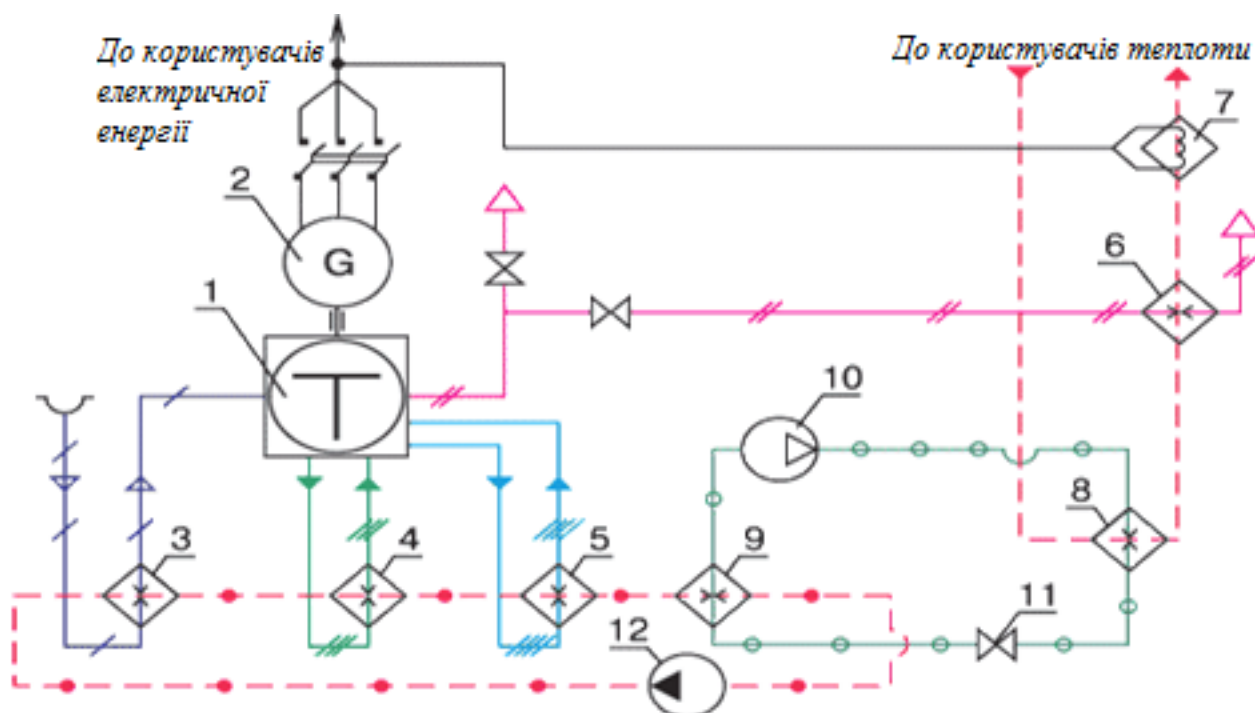 До користувачів
електричної
енергії
До користувачів теплоти
7
2
G
6
1
T
10
3
4
5
9
8
11
12